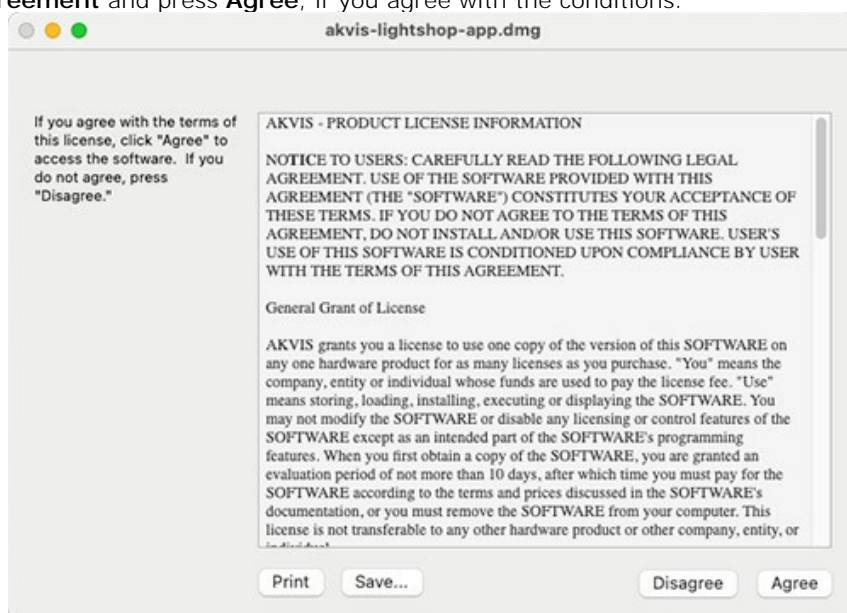 reement and press Agree, if you agree with the conditions.
akvis-lightshop-app.dmg
If you agree with the terms of
this license, click "Agree" to
access the software. If you
do not agree, press
"Disagree."
AKVIS - PRODUCT LICENSE INFORMATION
NOTICE TO USERS: CAREFULLY READ THE FOLLOWING LEGAL
AGREEMENT. USE OF THE SOFTWARE PROVIDED WITH THIS
AGREEMENT (THE "SOFTWARE") CONSTITUTES YOUR ACCEPTANCE OF
THESE TERMS. IF YOU DO NOT AGREE TO THE TERMS OF THIS
AGREEMENT, DO NOT INSTALL AND/OR USE THIS SOFTWARE. USER'S
USE OF THIS SOFTWARE IS CONDITIONED UPON COMPLIANCE BY USER
WITH THE TERMS OF THIS AGREEMENT.
General Grant of License
AKVIS grants you a license to use one copy of the version of this SOFTWARE on
any one hardware product for as many licenses as you purchase. "You" means the
company, entity or individual whose funds are used to pay the license fee. "Use"
means storing, loading, installing, executing or displaying the SOFTWARE. You
may not modify the SOFTWARE or disable any licensing or control features of the
SOFTWARE except as an intended part of the SOFTWARE's programming
features. When you first obtain a copy of the SOFTWARE, you are granted an
evaluation period of not more than 10 days, after which time you must pay for the
SOFTWARE according to the terms and prices discussed in the SOFTWARE's
documentation, or you must remove the SOFTWARE from your computer. This
license is not transferable to any other hardware product or other company, entity, or
Print
Save...
Disagree
Agree